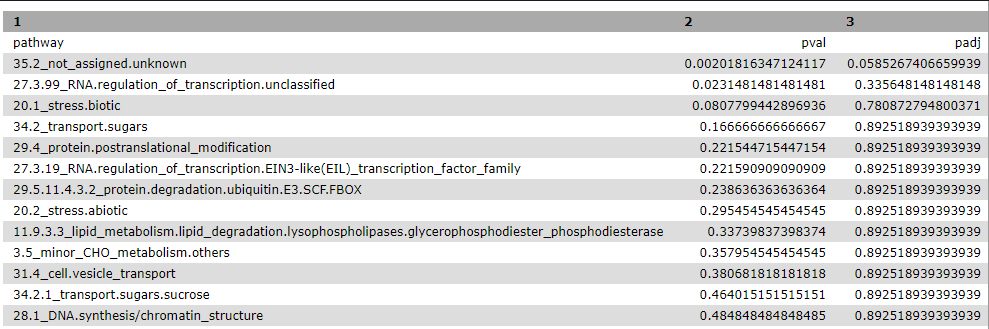 1 2 3
pathway pval padj
35.2_not_assigned.unknown 0.00201816347124117 0.0585267406659939
27.3.99_RNA.regulation_of_transcription.unclassified 0.0231481481481481 0.335648148148148
20.1_stress.biotic 0.0807799442896936 0.780872794800371
34.2_transport.sugars 0.166666666666667 0.892518939393939
29.4_protein.postranslational_modification 0.221544715447154 0.892518939393939
27.3.19_RNA.regulation_of_transcription.EIN3-like(EIL)_transcription_factor_family 0.221590909090909 0.892518939393939
29.5.11.4.3.2_protein.degradation.ubiquitin.E3.SCF.FBOX 0.238636363636364 0.892518939393939
20.2_stress.abiotic 0.295454545454545 0.892518939393939
11.9.3.3_lipid_metabolism.lipid_degradation.lysophospholipases.glycerophosphodiester_phosphodiesterase 0.33739837398374 0.892518939393939
3.5_minor_CHO_metabolism.others 0.357954545454545 0.892518939393939
31.4_cell.vesicle_transport 0.380681818181818 0.892518939393939
34.2.1_transport.sugars.sucrose 0.464015151515151 0.892518939393939
28.1_DNA.synthesis/chromatin_structure 0.484848484848485 0.892518939393939